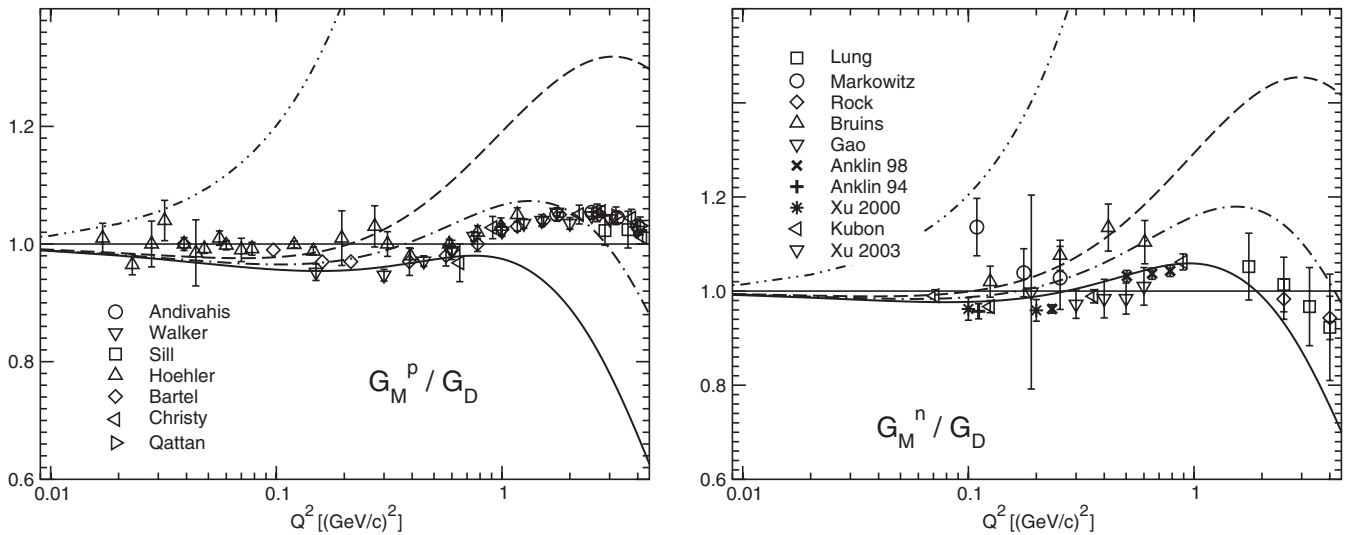 1.2
1.0
0.8
0.6
0.01
0.1
1
Q² [(GeV/c)²]
Andivahis
Walker
Sill
Hoehler
Bartel
Christy
Qattan
G_M^p / G_D
1.2
1.0
0.8
0.6
0.01
0.1
1
Q² [(GeV/c)²]
Lung
Markowitz
Rock
Bruins
Gao
Anklin 98
Anklin 94
Xu 2000
Kubon
Xu 2003
G_M^n / G_D